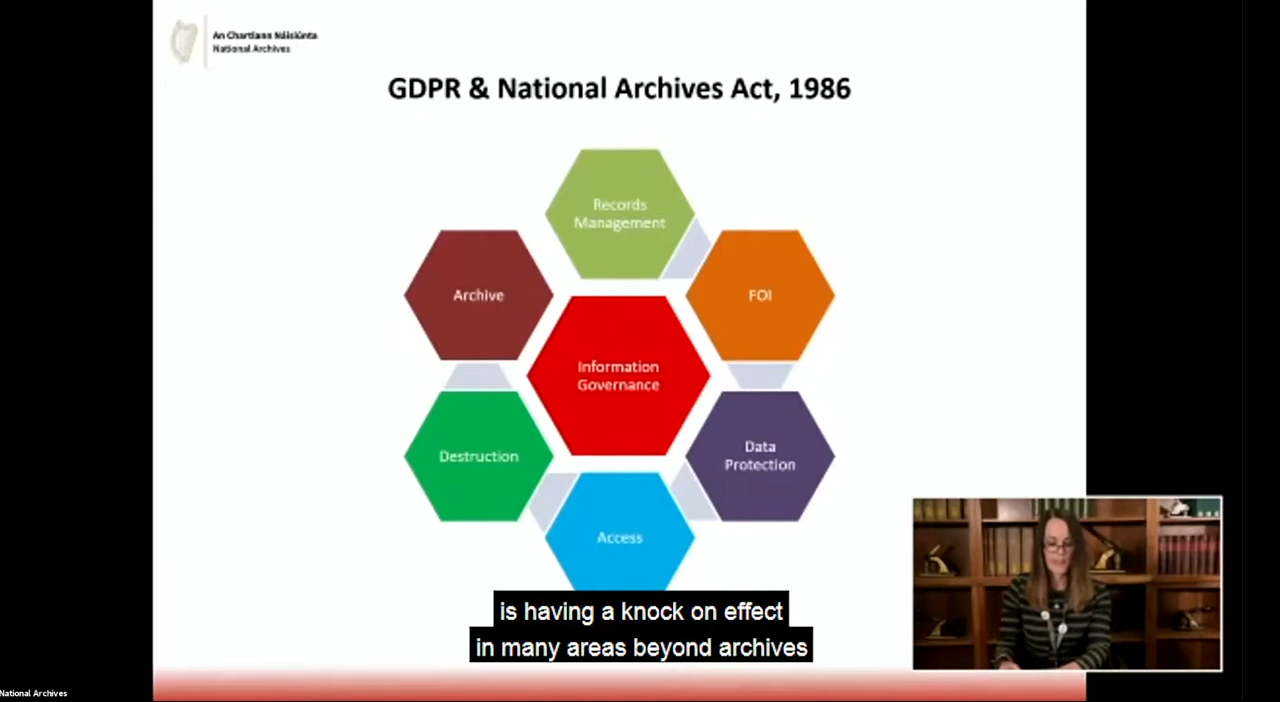 An Chartlann Náisiúnta
National Archives
GDPR & National Archives Act, 1986
Records
Management
Archive
FOI
Information
Governance
Destruction
Data
Protection
Access
is having a knock on effect
in many areas beyond archives
National Archives